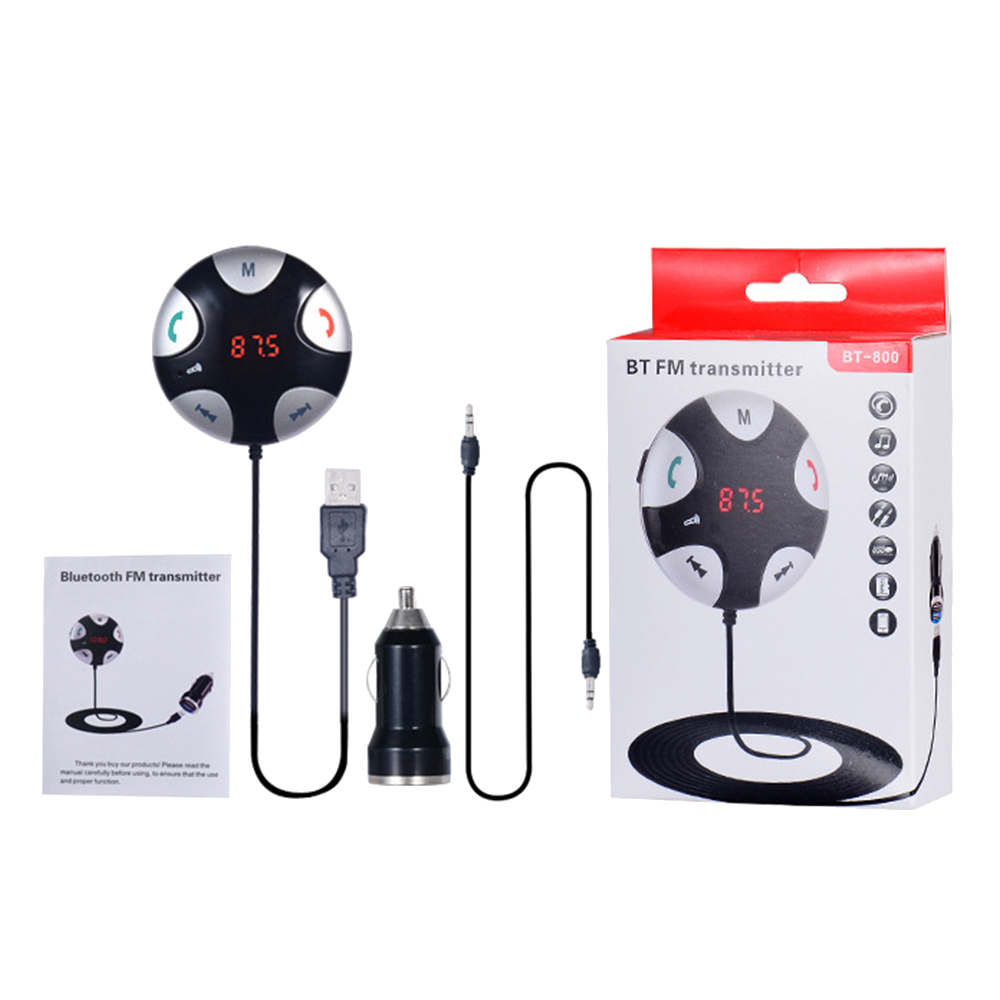 M
87.5
Bluetooth FM transmitter
Thank you buy our products! Please read the
manual carefully before using, to ensure that the use
and proper function.
BT FM transmitter
BT-800
M
87.5